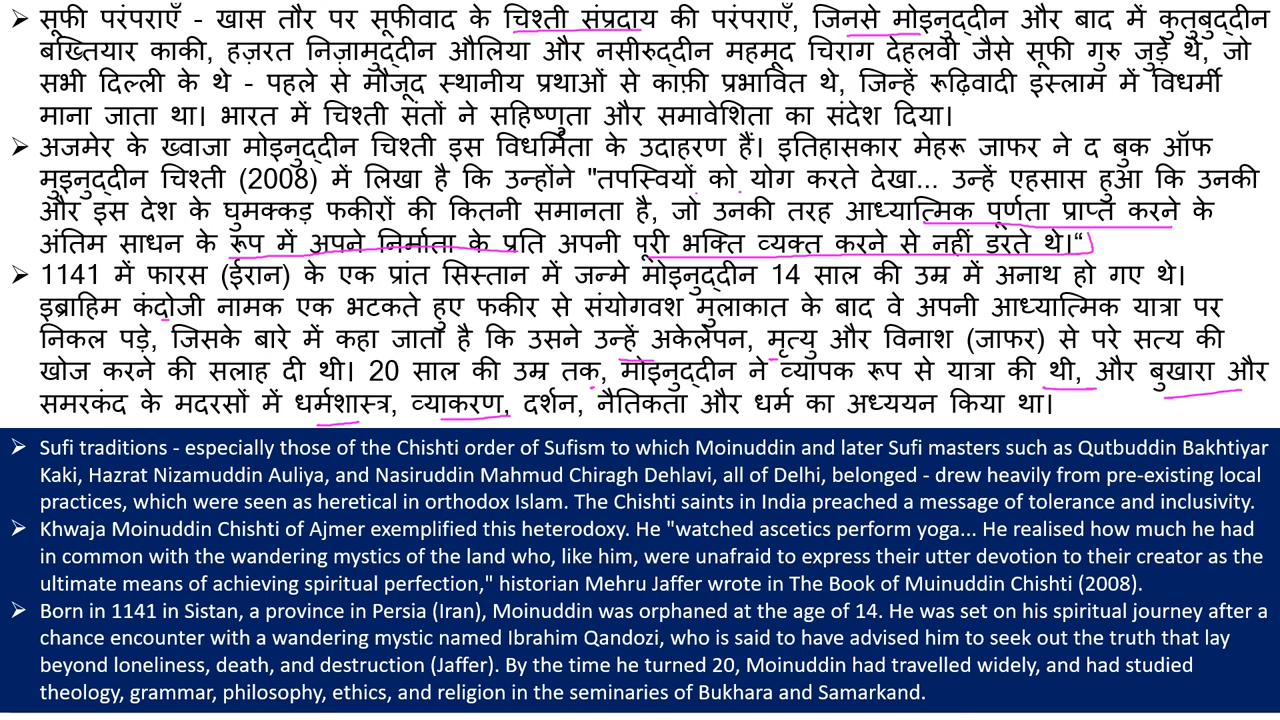 ➢ सूफी परंपराएँ - खास तौर पर सूफीवाद के चिश्ती संप्रदाय की परंपराएँ, जिनसे मोइनुद्दीन और बाद में कुतुबुद्दीन
बख्तियार काकी, हज़रत निज़ामुद्दीन औलिया और नसीरुद्दीन महमूद चिराग देहलवी जैसे सूफी गुरु जुड़े थे, जो
सभी दिल्ली के थे - पहले से मौजूद स्थानीय प्रथाओं से काफ़ी प्रभावित थे, जिन्हें रूढ़िवादी इस्लाम में विधर्मी
माना जाता था। भारत में चिश्ती संतों ने सहिष्णुता और समावेशिता का संदेश दिया।
➢ अजमेर के ख्वाजा मोइनुद्दीन चिश्ती इस विधर्मिता के उदाहरण हैं। इतिहासकार मेहरू जाफर ने द बुक ऑफ
मुइनुद्दीन चिश्ती (2008) में लिखा है कि उन्होंने "तपस्वियों को योग करते देखा... उन्हें एहसास हुआ कि उनकी
और इस देश के घुमक्कड़ फकीरों की कितनी समानता है, जो उनकी तरह आध्यात्मिक पूर्णता प्राप्त करने के
अंतिम साधन के रूप में अपने निर्माता के प्रति अपनी पूरी भक्ति व्यक्त करने से नहीं डरते थे।“
➢ 1141 में फारस (ईरान) के एक प्रांत सिस्तान में जन्मे मोइनुद्दीन 14 साल की उम्र में अनाथ हो गए थे।
इब्राहिम कंदोजी नामक एक भटकते हुए फकीर से संयोगवश मुलाकात के बाद वे अपनी आध्यात्मिक यात्रा पर
निकल पड़े, जिसके बारे में कहा जाता है कि उसने उन्हें अकेलेपन, मृत्यु और विनाश (जाफर) से परे सत्य की
खोज करने की सलाह दी थी। 20 साल की उम्र तक, मोइनुद्दीन ने व्यापक रूप से यात्रा की थी, और बुखारा और
समरकंद के मदरसों में धर्मशास्त्र, व्याकरण, दर्शन, नैतिकता और धर्म का अध्ययन किया था।
➢ Sufi traditions - especially those of the Chishti order of Sufism to which Moinuddin and later Sufi masters such as Qutbuddin Bakhtiyar
Kaki, Hazrat Nizamuddin Auliya, and Nasiruddin Mahmud Chiragh Dehlavi, all of Delhi, belonged - drew heavily from pre-existing local
practices, which were seen as heretical in orthodox Islam. The Chishti saints in India preached a message of tolerance and inclusivity.
➢ Khwaja Moinuddin Chishti of Ajmer exemplified this heterodoxy. He "watched ascetics perform yoga... He realised how much he had
in common with the wandering mystics of the land who, like him, were unafraid to express their utter devotion to their creator as the
ultimate means of achieving spiritual perfection," historian Mehru Jaffer wrote in The Book of Muinuddin Chishti (2008).
➢ Born in 1141 in Sistan, a province in Persia (Iran), Moinuddin was orphaned at the age of 14. He was set on his spiritual journey after a
chance encounter with a wandering mystic named Ibrahim Qandozi, who is said to have advised him to seek out the truth that lay
beyond loneliness, death, and destruction (Jaffer). By the time he turned 20, Moinuddin had travelled widely, and had studied
theology, grammar, philosophy, ethics, and religion in the seminaries of Bukhara and Samarkand.